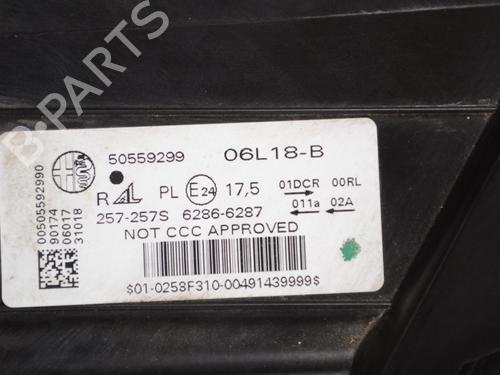 B-PARTS
50559299 06L18-B
R AL PL E24 17,5 01DCR 00RL
011a 02A
257-257S 6286-6287
NOT CCC APPROVED
$01-0258F310-00491439999$
00505592990
90174
06017
31018